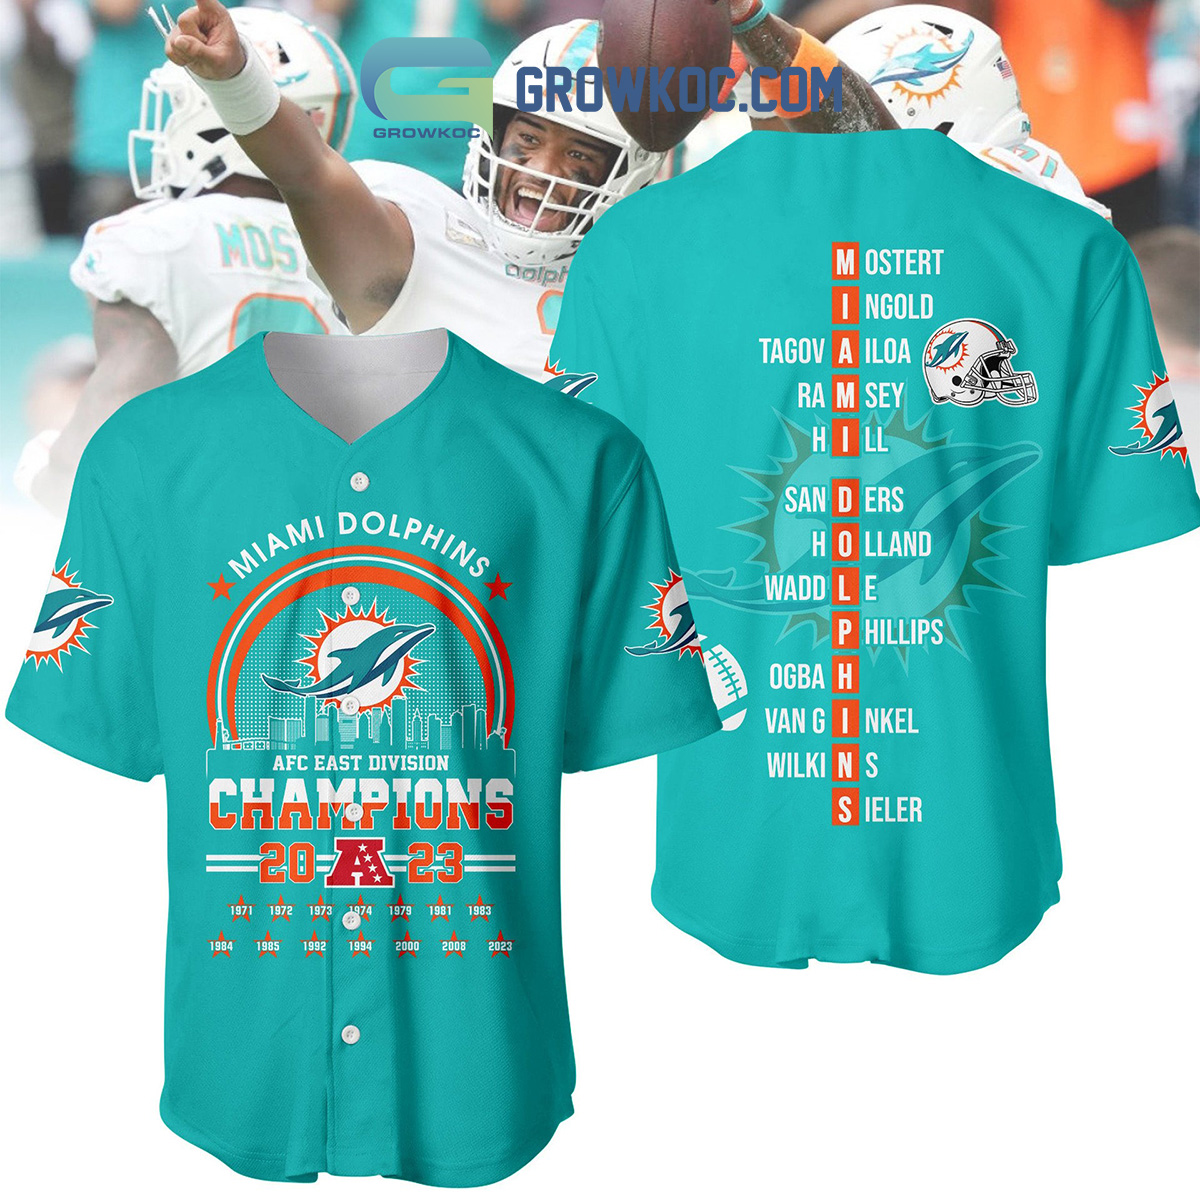 GROWKOC
GROWKOC.COM
MOS
dolph
MIAMI DOLPHINS
AFC EAST DIVISION
CHAMPIONS
20 A 23
1971 1972 1973 1974 1979 1981 1983
1984 1985 1992 1994 2000 2008 2023
MOSTERT
INGOLD
TAGOVAILOA
RAMSEY
HILL
SANDERS
HOLLAND
WADDLE
PHILLIPS
OGBAH
VAN GINKEL
WILKINS
SIELER